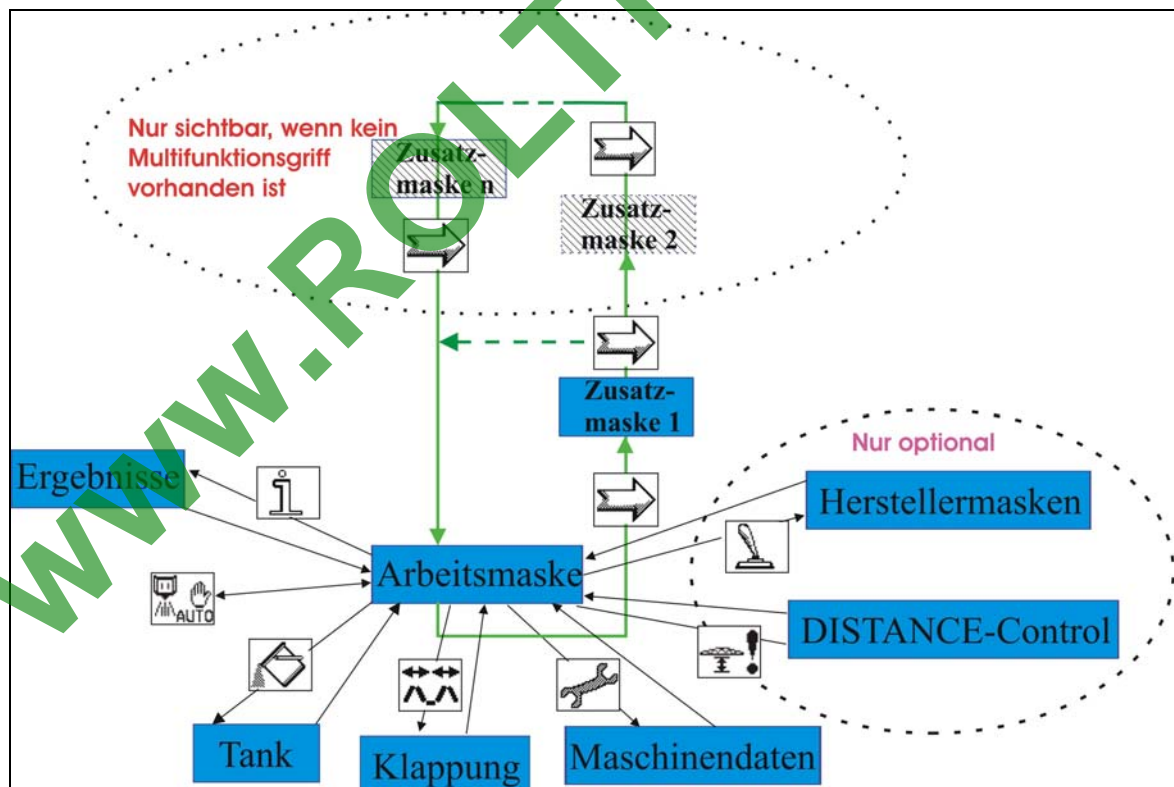 Nur sichtbar, wenn kein
Multifunktionsgriff
vorhanden ist
Zusatz-
maske n
Zusatz-
maske 2
Zusatz-
maske 1
Nur optional
Ergebnisse
Herstellermasken
Arbeitsmaske
AUTO
DISTANCE-Control
Tank
Klappung
Maschinendaten
www.ROLT